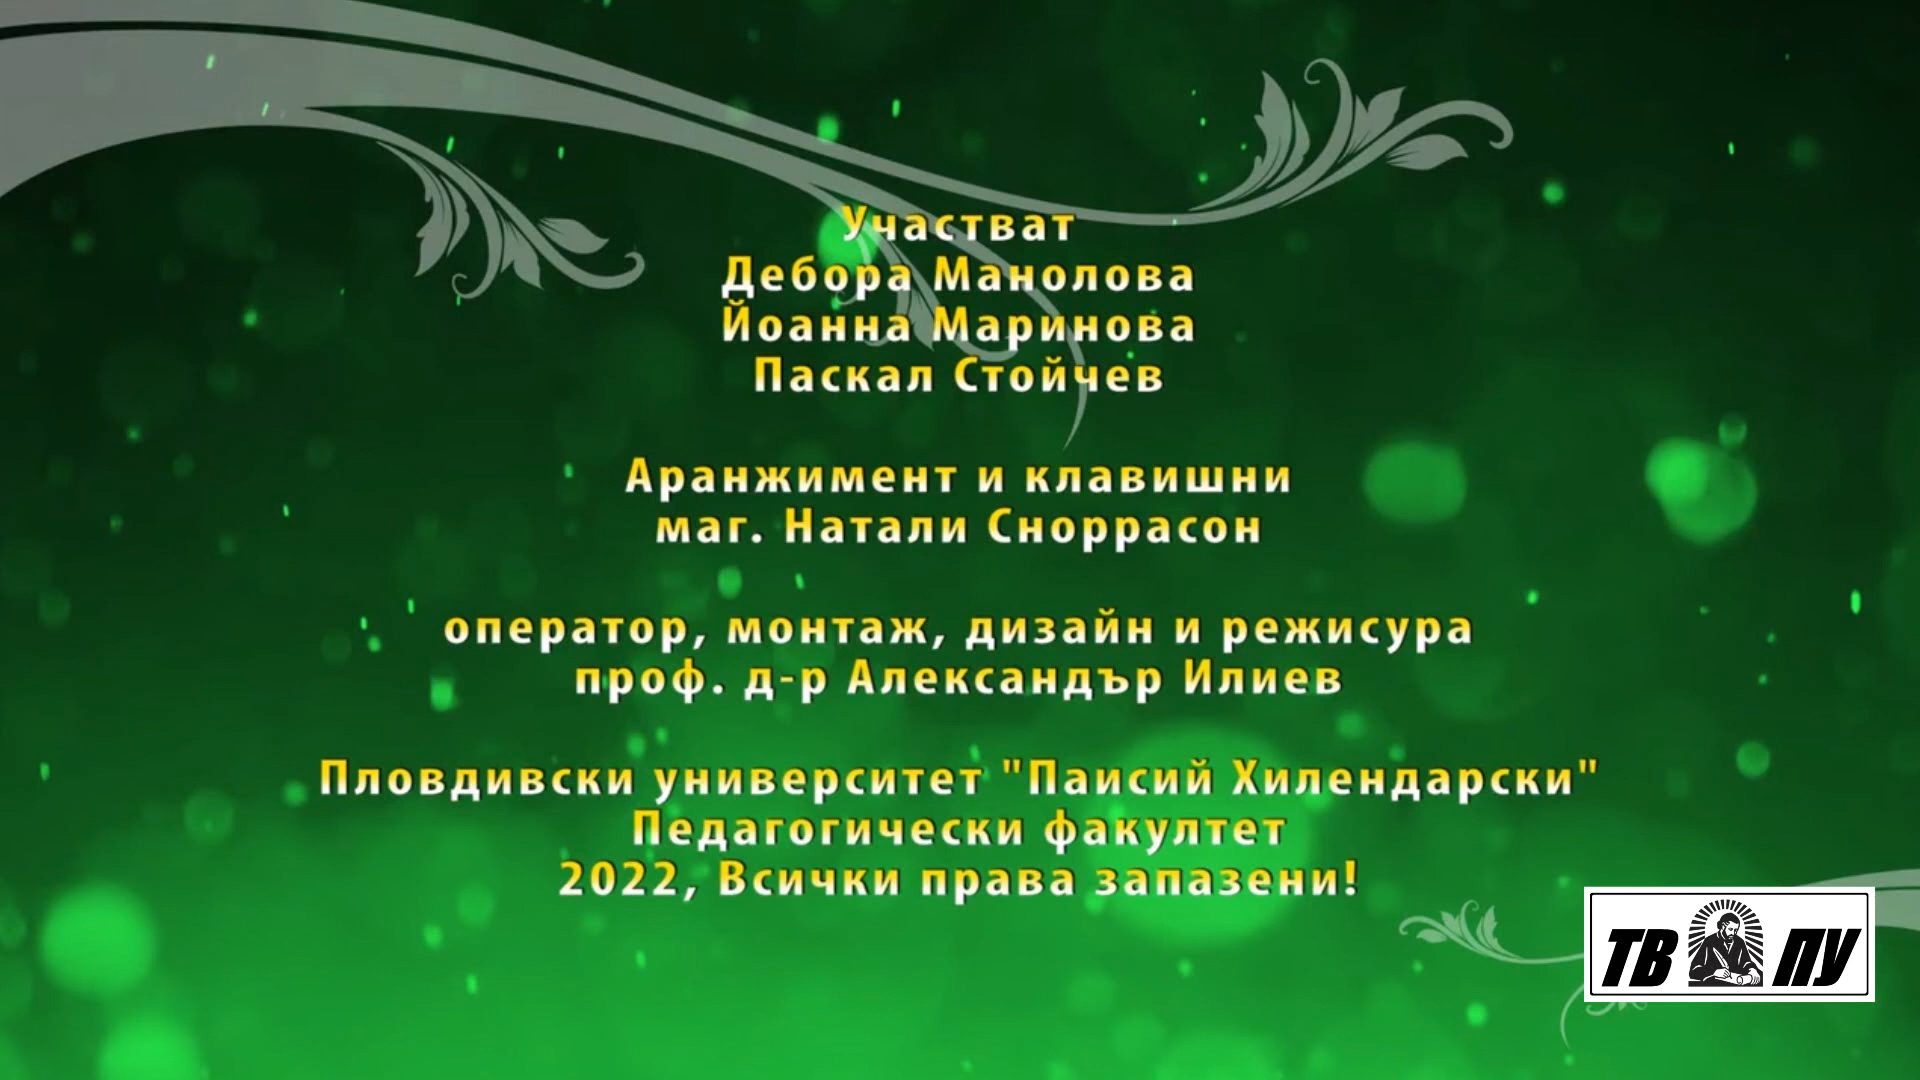 Участват
Дебора Манолова
Йоанна Маринова
Паскал Стойчев
Аранжимент и клавишни
маг. Натали Сноррасон
оператор, монтаж, дизайн и режисура
проф. д-р Александър Илиев
Пловдивски университет "Паисий Хилендарски"
Педагогически факултет
2022, Всички права запазени!
ТВ ПУ